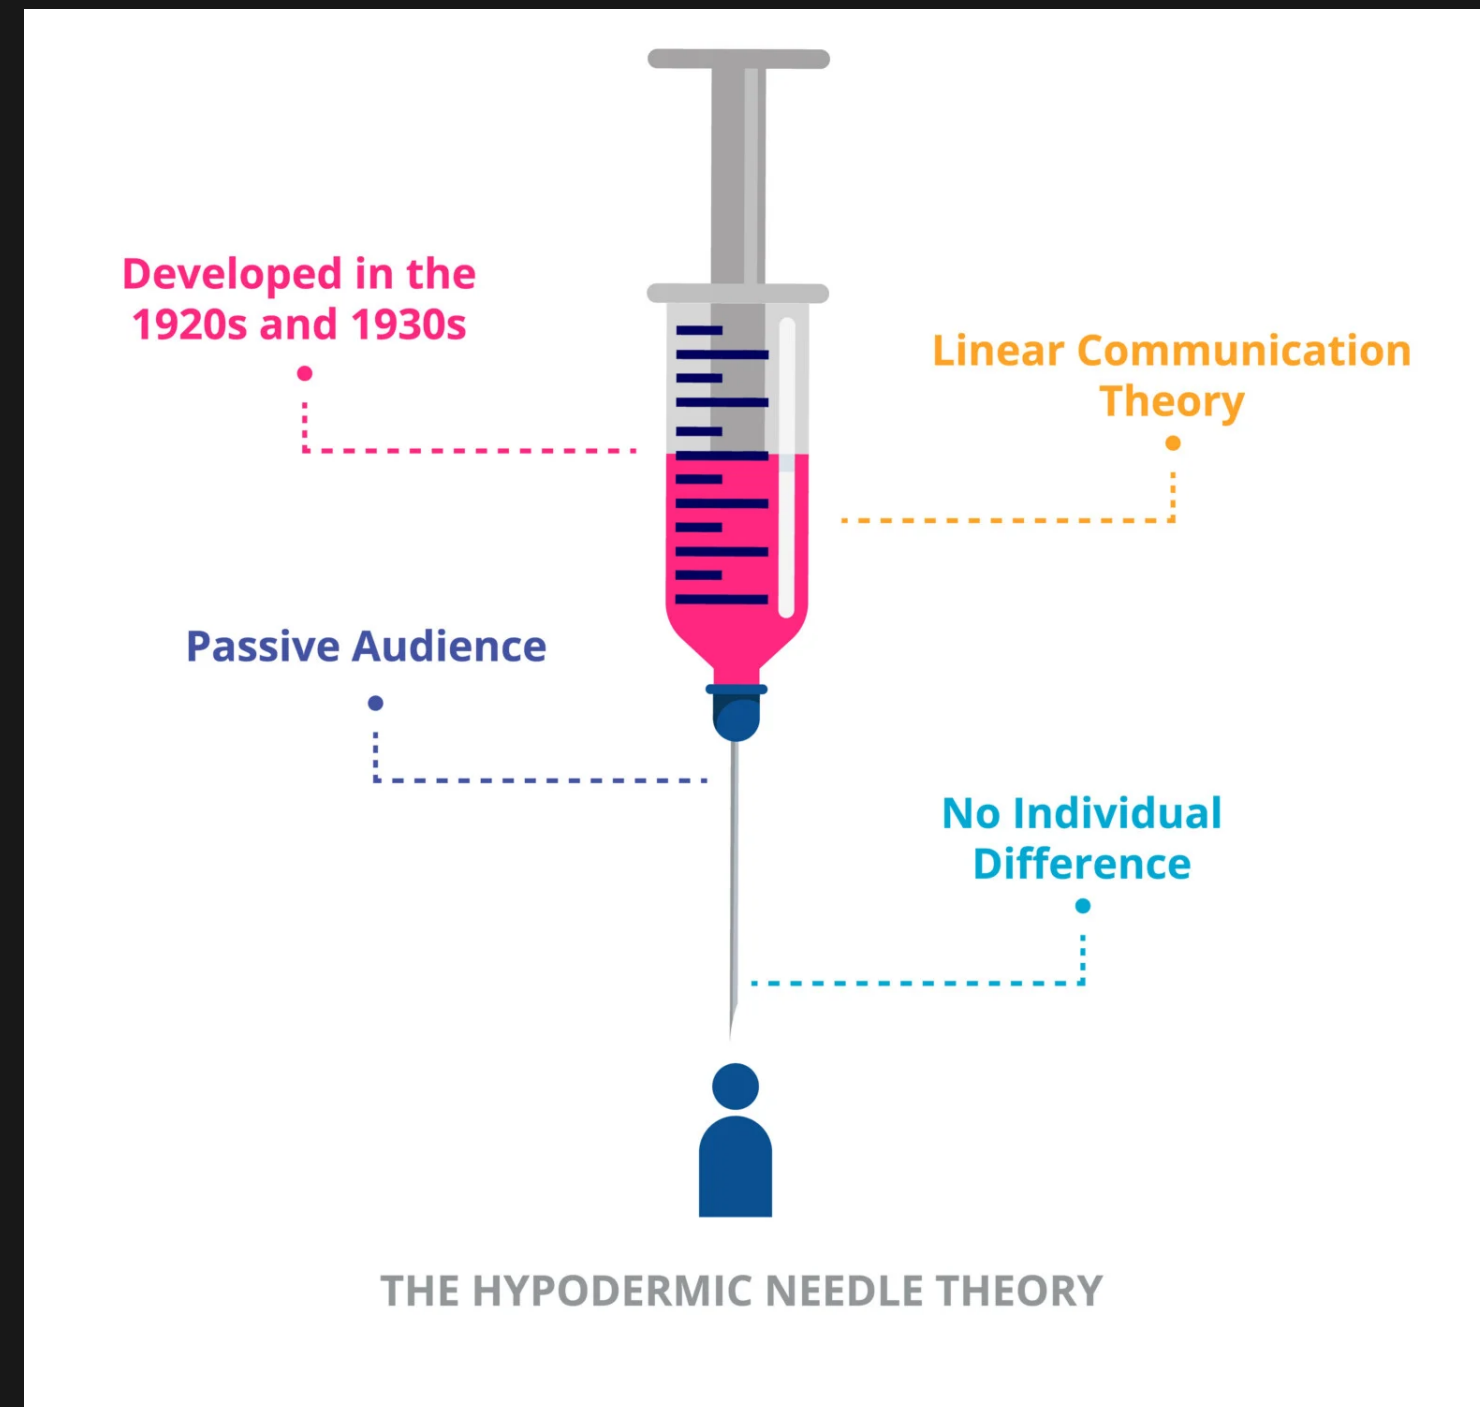 Developed in the
1920s and 1930s
Linear Communication
Theory
Passive Audience
No Individual
Difference
THE HYPODERMIC NEEDLE THEORY